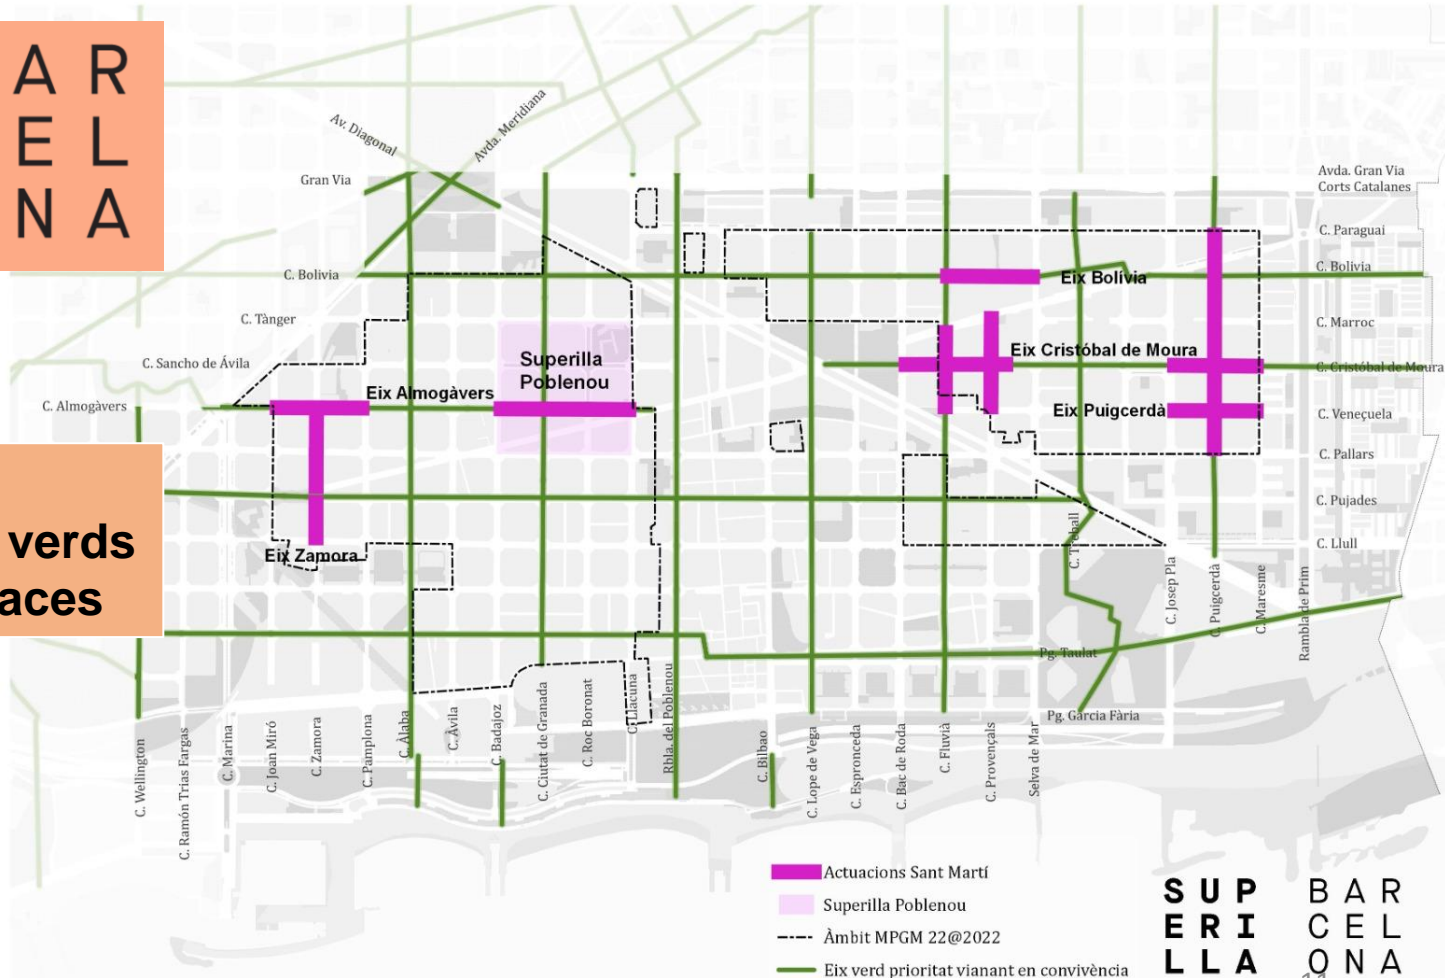 A R
E L
N A
verds
aces
Av. Diagonal
Avda. Meridiana
Gran Via
Avda. Gran Via
Corts Catalanes
C. Paraguai
C. Bolivia
C. Bolivia
Eix Bolívia
C. Tànger
C. Marroc
C. Sancho de Ávila
Superilla
Poblenou
Eix Cristóbal de Moura
C. Cristóbal de Moura
Eix Almogàvers
C. Almogàvers
Eix Puigcerdà
C. Veneçuela
C. Pallars
C. Pujades
C. Llull
Eix Zamora
C. Treball
C. Josep Pla
C. Puigcerdà
C. Maresme
Rambla de Prim
Pg. Taulat
Pg. Garcia Fària
C. Wellington
C. Ramón Trias Fargas
C. Marina
C. Joan Miró
C. Zamora
C. Pamplona
C. Àlaba
C. Àvila
C. Badajoz
C. Ciutat de Granada
C. Roc Boronat
C. Llacuna
Rbla. del Poblenou
C. Bilbao
C. Lope de Vega
C. Espronceda
C. Bac de Roda
C. Fluvià
C. Provençals
Selva de Mar
Actuacions Sant Martí
Superilla Poblenou
Àmbit MPGM 22@2022
Eix verd prioritat vianant en convivència
S U P B A R
E R I C E L
L L A O N A
11